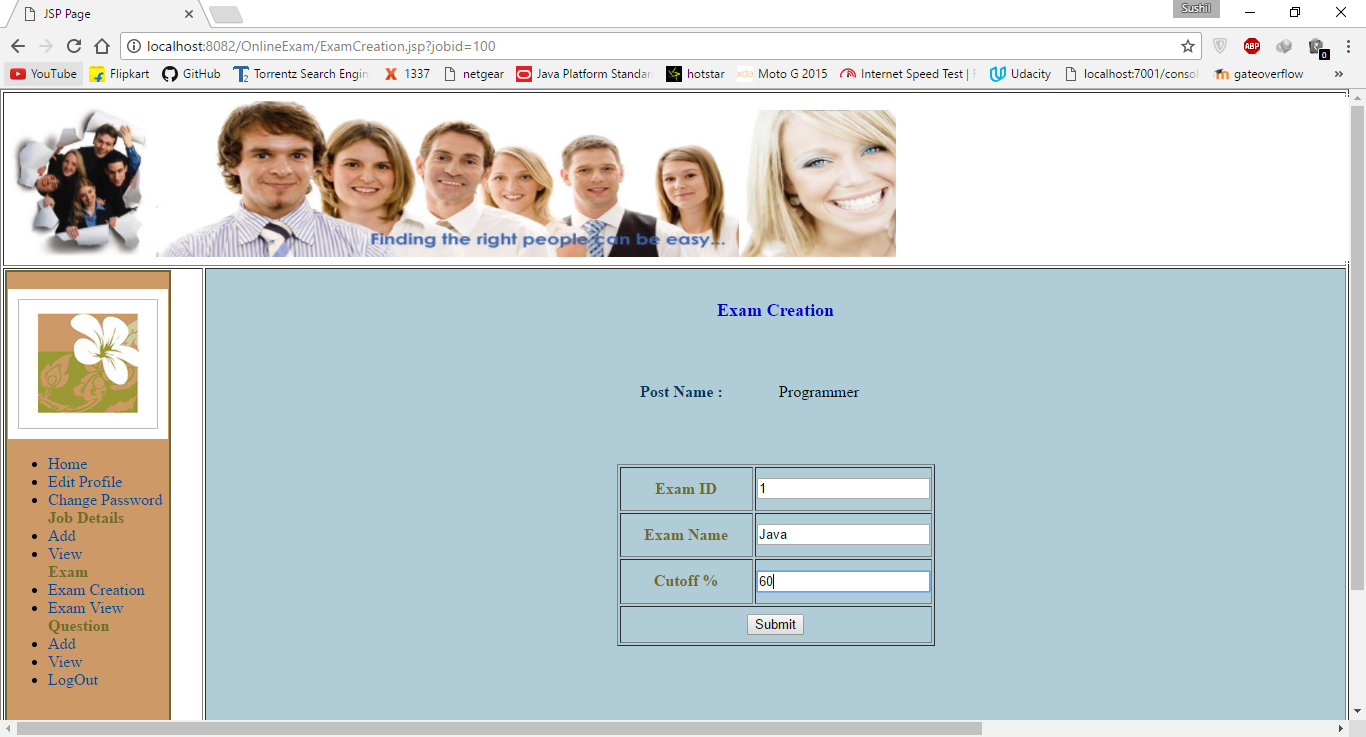 JSP Page
Sushil
localhost:8082/OnlineExam/ExamCreation.jsp?jobid=100
ABP
0
YouTube
Flipkart
GitHub
Torrentz Search Engin
1337
netgear
Java Platform Standar
hotstar
Moto G 2015
Internet Speed Test |
Udacity
localhost:7001/consol
gateoverflow
»
Finding the right people can be easy...
Home
Edit Profile
Change Password
Job Details
Add
View
Exam
Exam Creation
Exam View
Question
Add
View
LogOut
Exam Creation
Post Name : Programmer
Exam ID 1
Exam Name Java
Cutoff % 60
Submit